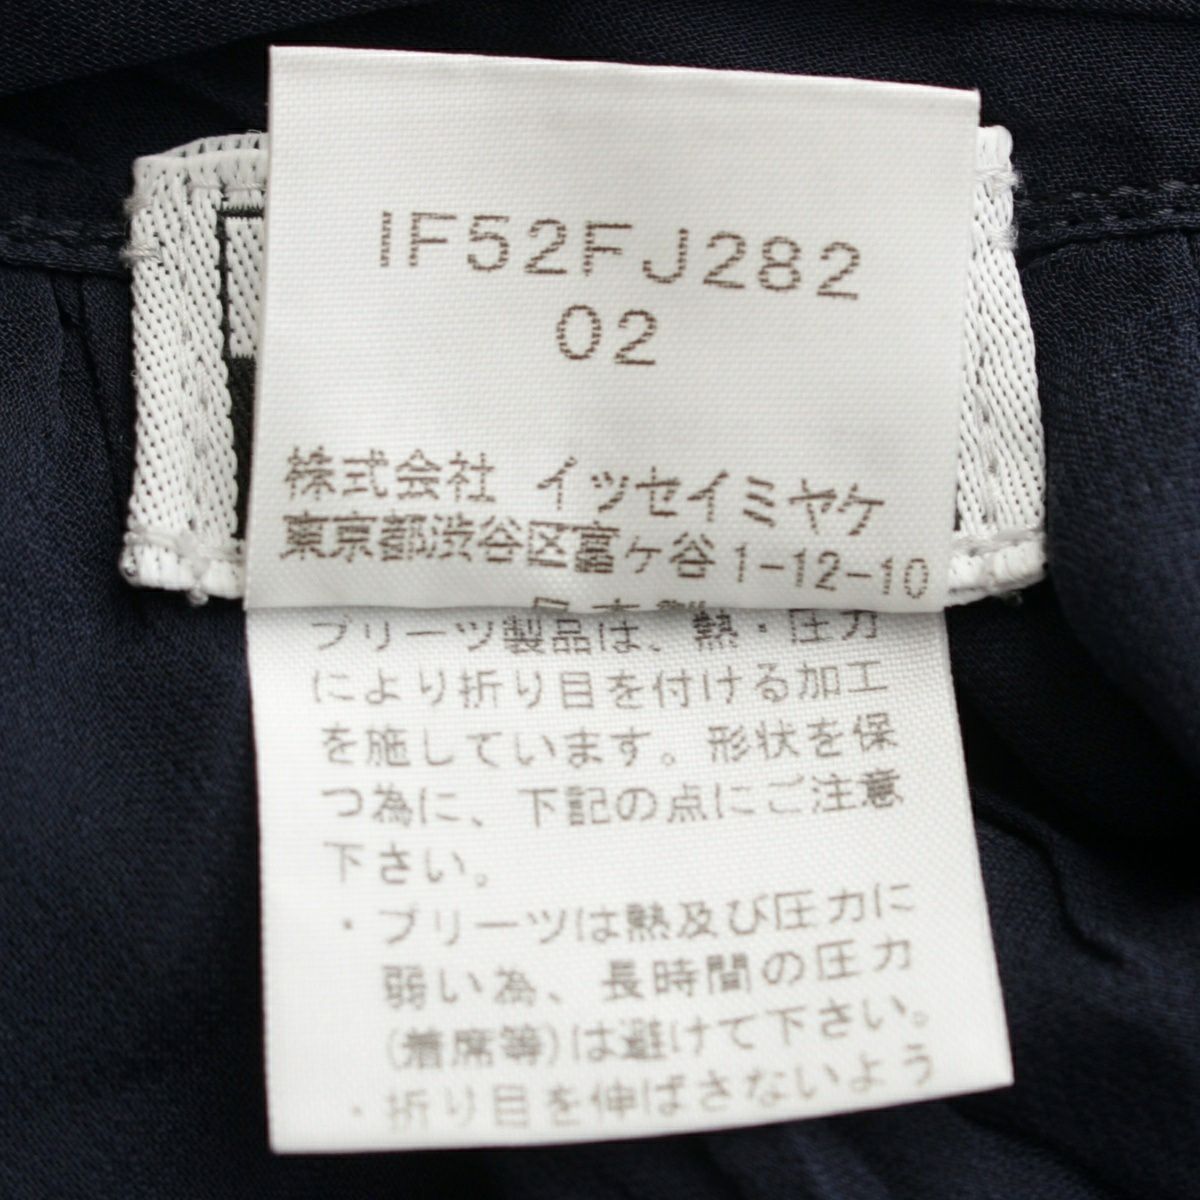 IF52FJ282
02
株式会社 イッセイミヤケ
東京都渋谷区富ヶ谷1-12-10
プリーツ製品は、熱・圧力
により折り目を付ける加工
を施しています。形状を保
つ為に、下記の点にご注意
下さい。
・プリーツは熱及び圧力に
弱い為、長時間の圧力
(着席等)は避けて下さい。
・折り目を伸ばさないよう